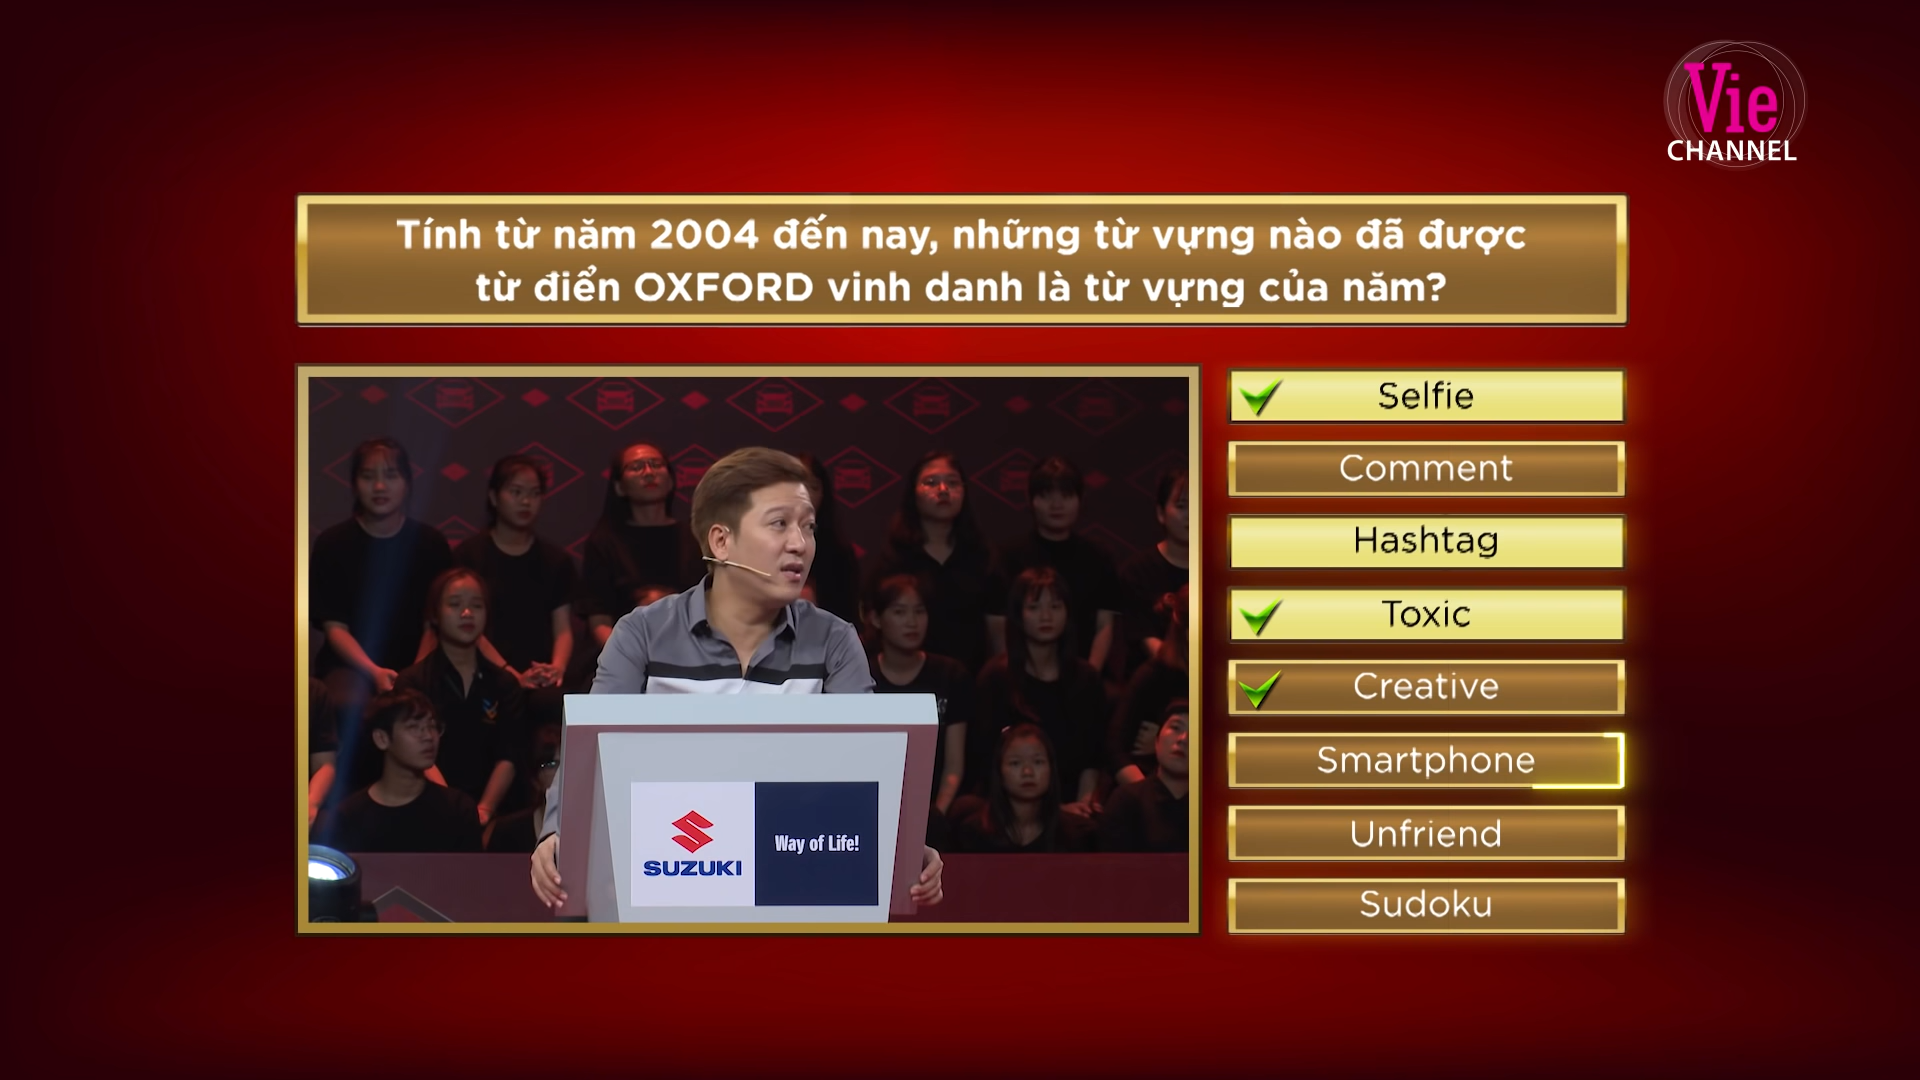 Vie
CHANNEL
Tính từ năm 2004 đến nay, những từ vựng nào đã được
từ điển OXFORD vinh danh là từ vựng của năm?
Selfie
Comment
Hashtag
Toxic
Creative
Smartphone
Unfriend
Sudoku
SUZUKI
Way of Life!